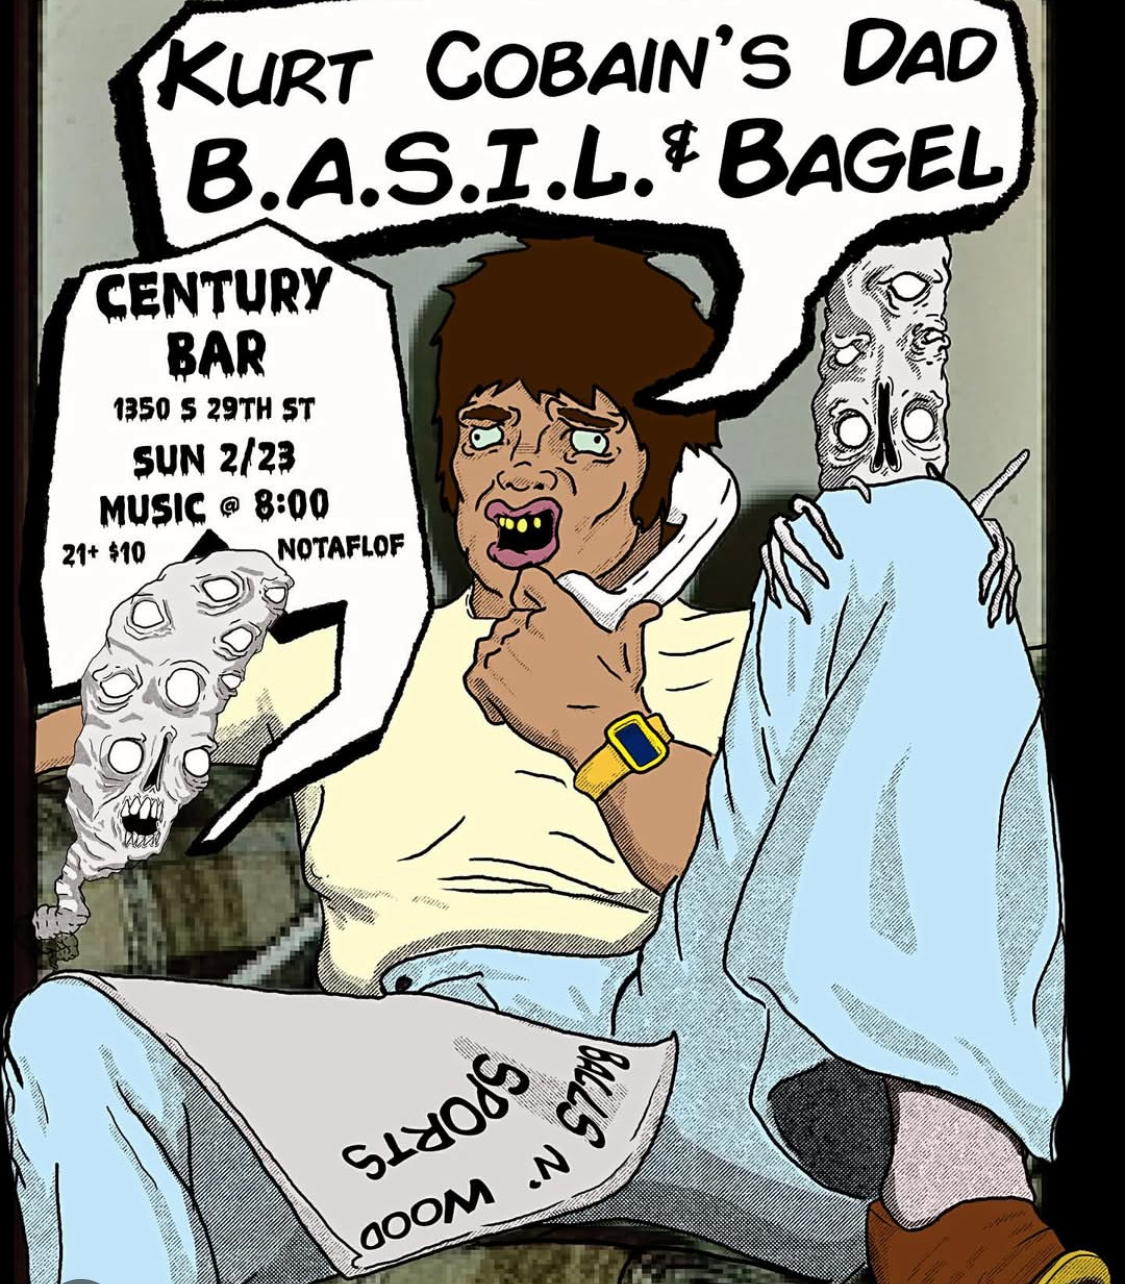 KURT COBAIN'S DAD
B.A.S.I.L. & BAGEL
CENTURY
BAR
1350 S 29TH ST
SUN 2/23
MUSIC @ 8:00
21+ $10 NOTAFLOF
BALLS N' WOOD
SPORTS